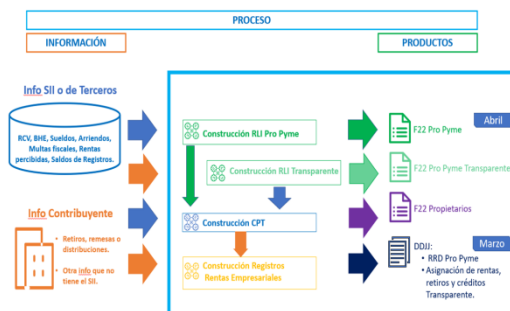 PROCESO
INFORMACIÓN
PRODUCTOS
Info SII o de Terceros
RCV, BHE, Sueldos, Arriendos,
Multas fiscales, Rentas
percibidas, Saldos de Registros.
Info Contribuyente
• Retiros, remesas o
distribuciones.
• Otra info que no
tiene el SII.
Construcción RLI Pro Pyme
Construcción RLI Transparente
Construcción CPT
Construcción Registros
Rentas Empresariales
Abril
F22 Pro Pyme
F22 Pro Pyme Transparente
F22 Propietarios
Marzo
DDJJ:
• RRD Pro Pyme
• Asignación de rentas,
retiros y créditos
Transparente.